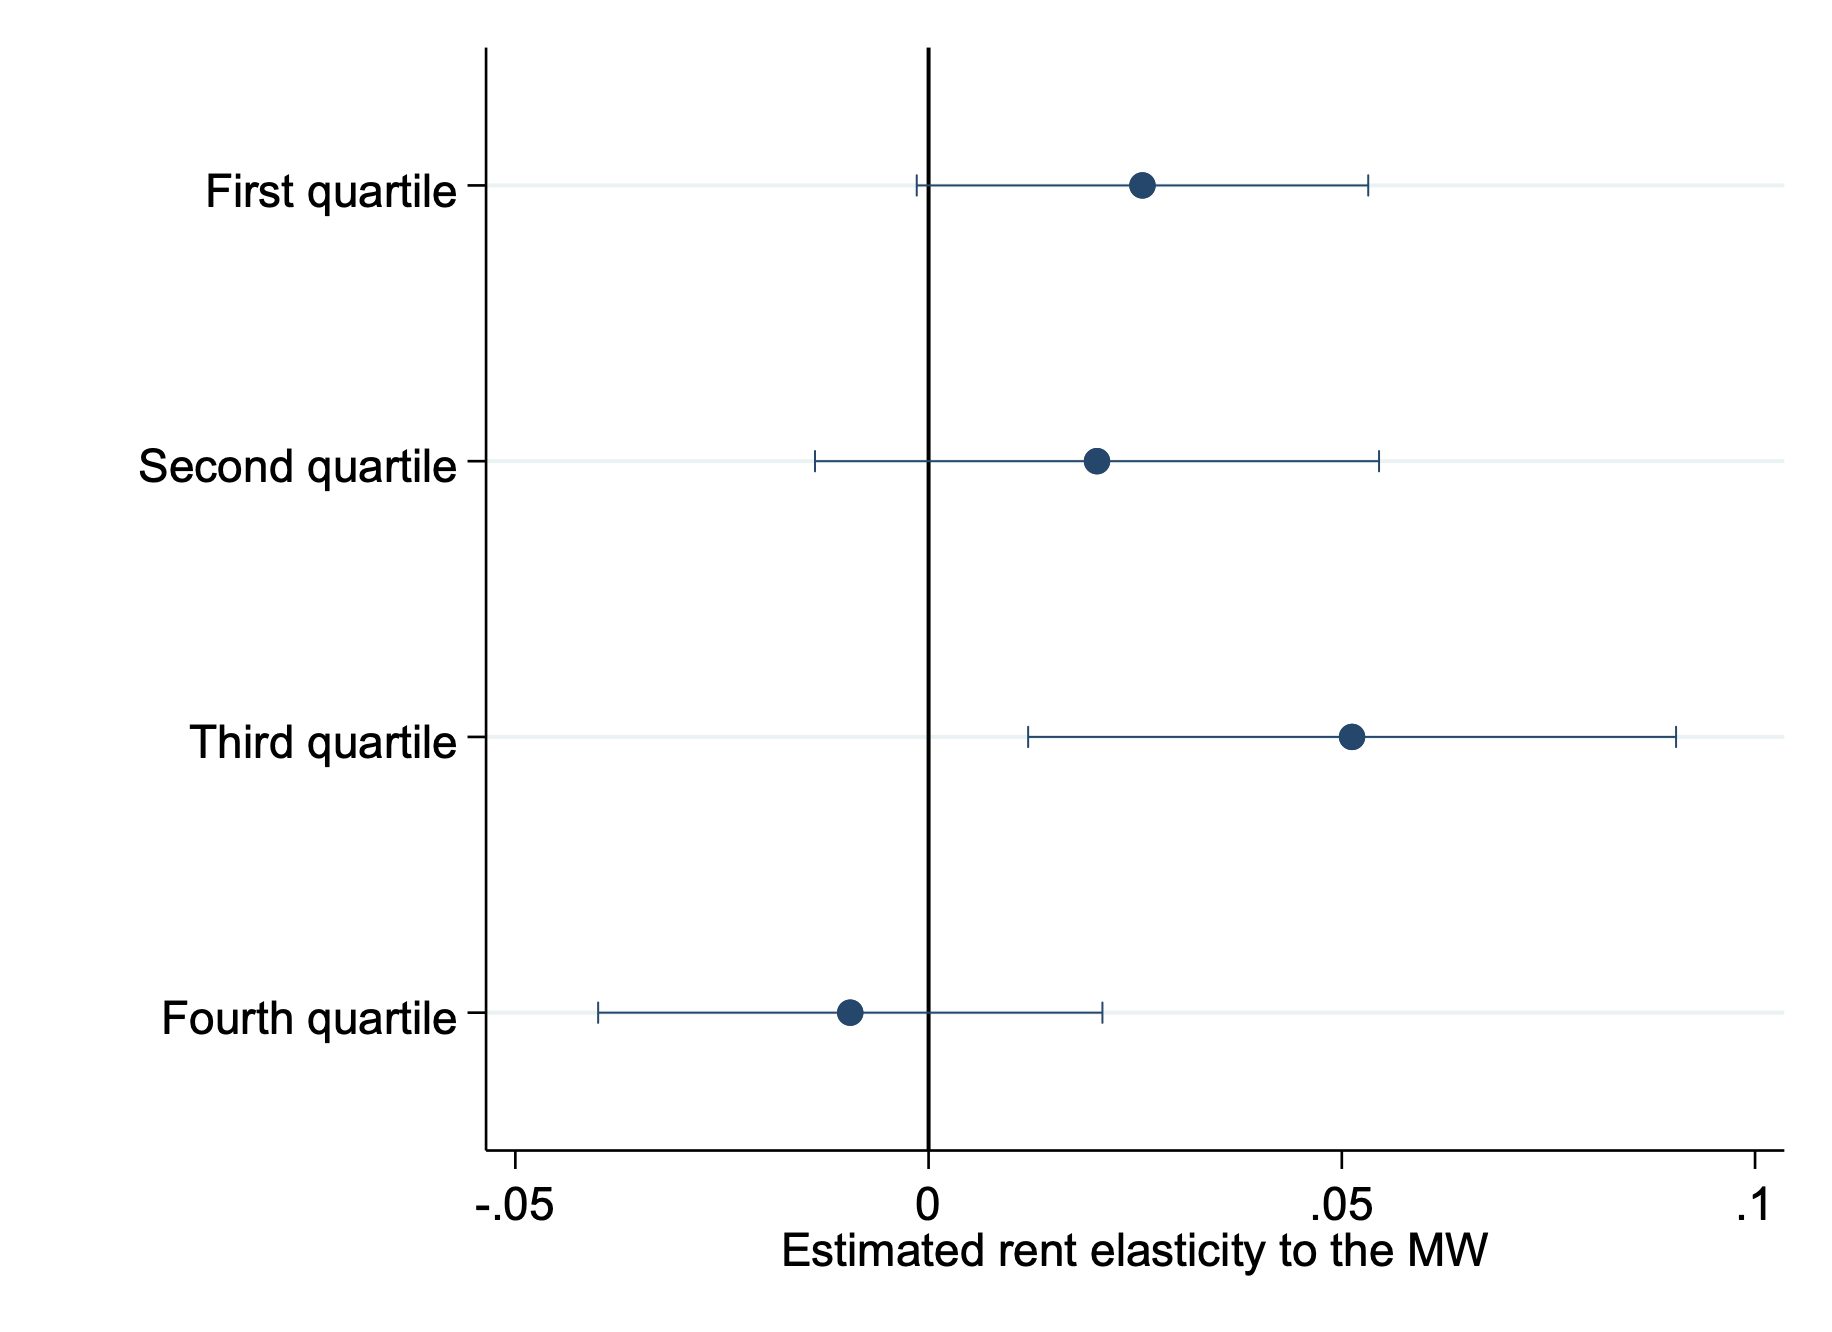 First quartile
Second quartile
Third quartile
Fourth quartile
-.05 0 .05 .1
Estimated rent elasticity to the MW